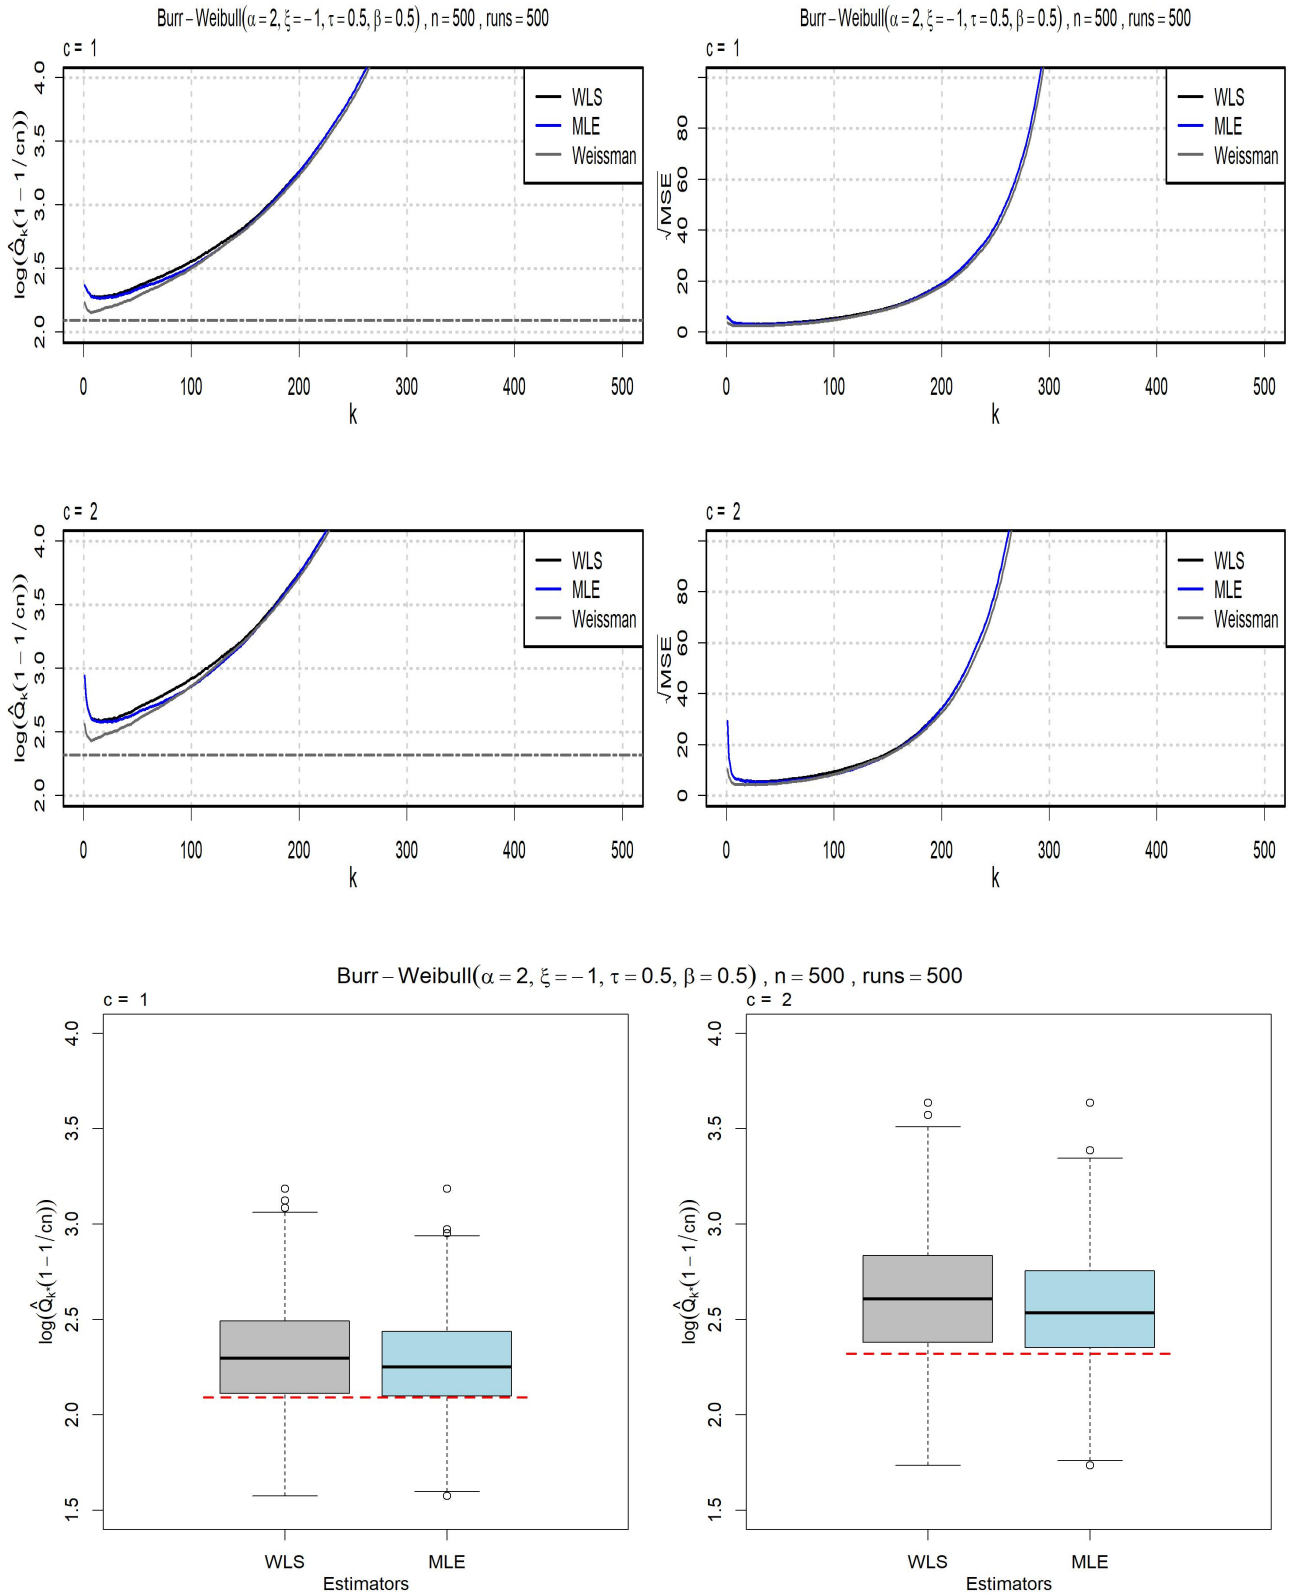 Burr−Weibull(α=2, ξ=−1, τ=0.5, β=0.5) , n=500 , runs=500
c = 1
log(Q̂k(1−1/cn))
4.0
3.5
3.0
2.5
2.0
WLS
MLE
Weissman
0 100 200 300 400 500
k
Burr−Weibull(α=2, ξ=−1, τ=0.5, β=0.5) , n=500 , runs=500
c = 1
√MSE
80
60
40
20
0
WLS
MLE
Weissman
0 100 200 300 400 500
k
c = 2
log(Q̂k(1−1/cn))
4.0
3.5
3.0
2.5
2.0
WLS
MLE
Weissman
0 100 200 300 400 500
k
c = 2
√MSE
80
60
40
20
0
WLS
MLE
Weissman
0 100 200 300 400 500
k
Burr−Weibull(α=2, ξ=−1, τ=0.5, β=0.5) , n=500 , runs=500
c = 1
log(Q̂k*(1−1/cn))
4.0
3.5
3.0
2.5
2.0
1.5
WLS MLE
Estimators
c = 2
log(Q̂k*(1−1/cn))
4.0
3.5
3.0
2.5
2.0
1.5
WLS MLE
Estimators